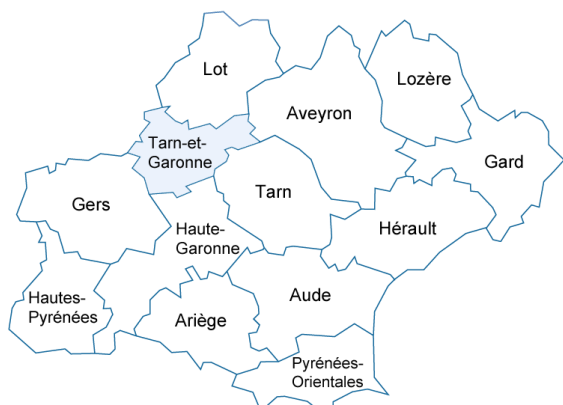 Lot
Lozère
Aveyron
Tarn-et-
Garonne
Gard
Tarn
Gers
Haute-
Garonne
Hérault
Hautes-
Pyrénées
Aude
Ariège
Pyrénées-
Orientales